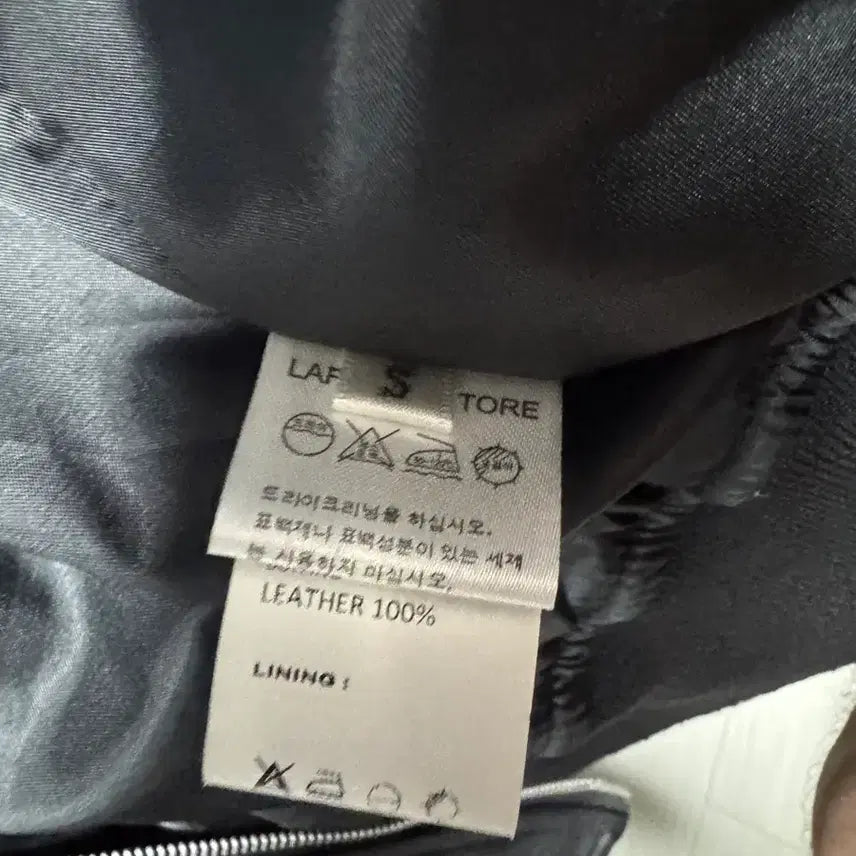 LAF S TORE
드라이크리닝을 하십시오.
표백제나 표백성분이 있는 세제
는 사용하지 마십시오.
LEATHER 100%
LINING :